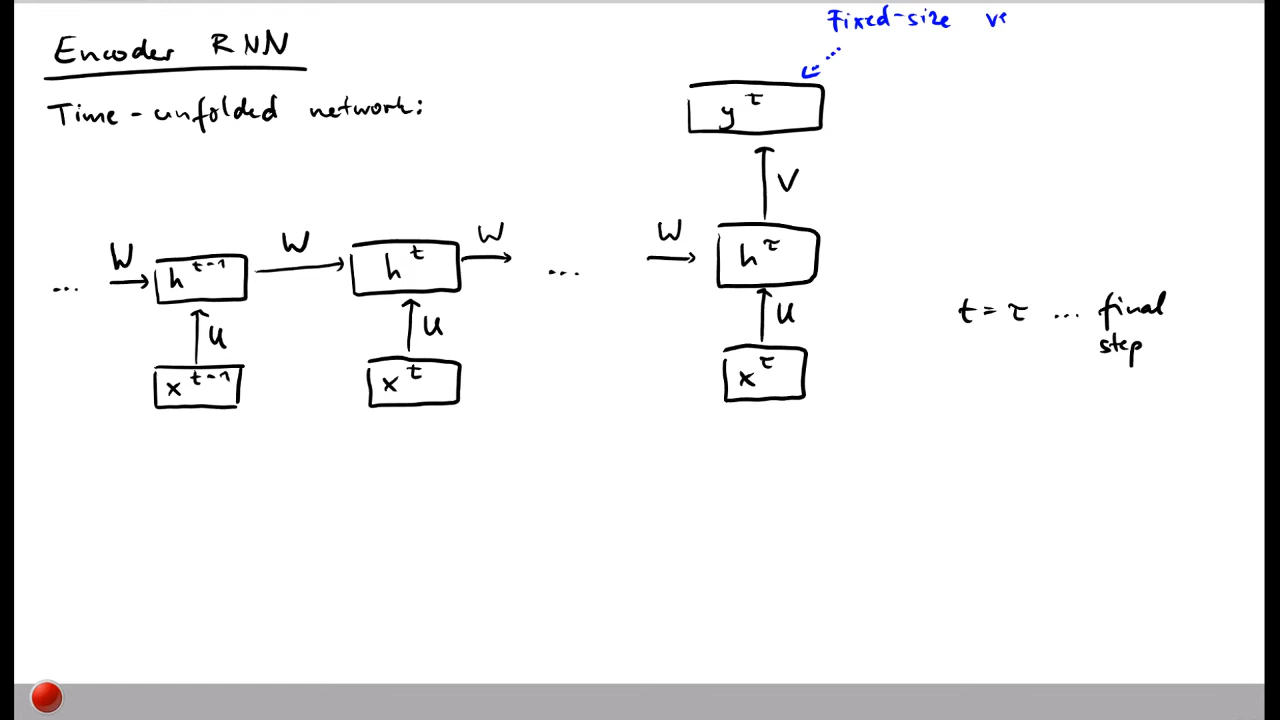 Encoder RNN
Fixed-size
Time-unfolded network:
y^τ
V
... W h^t-1 W h^t W ... W h^τ
U U U
x^t-1 x^t x^τ
t = τ ... final
step